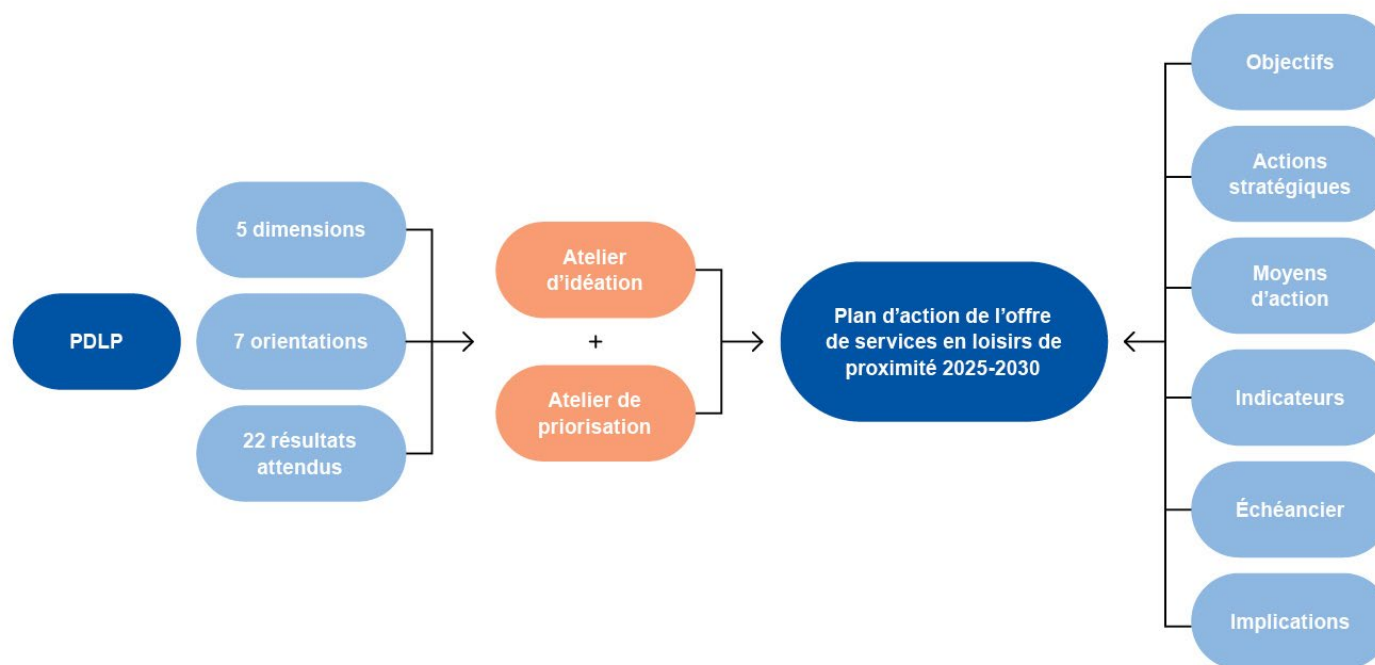 PDLP
5 dimensions
7 orientations
22 résultats
attendus
Atelier
d’idéation
+
Atelier de
priorisation
Plan d’action de l’offre
de services en loisirs de
proximité 2025-2030
Objectifs
Actions
stratégiques
Moyens
d’action
Indicateurs
Échéancier
Implications